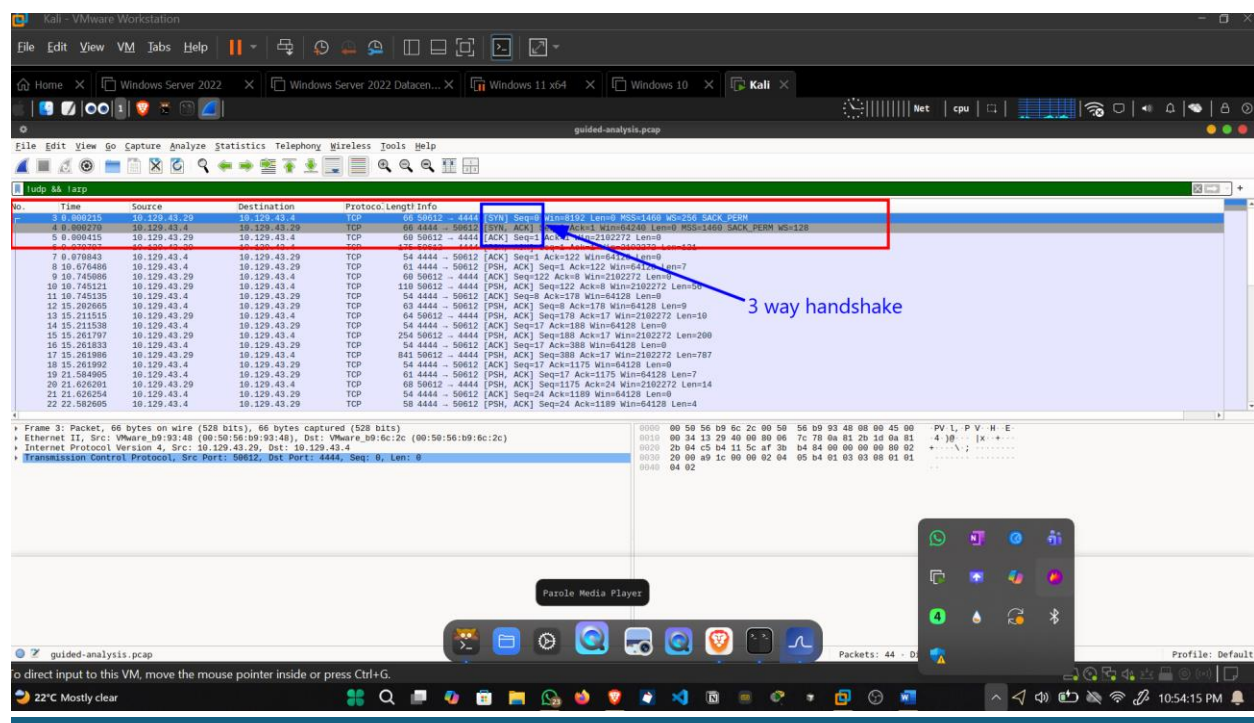 Kali - VMware Workstation
File Edit View VM Tabs Help
Home Windows Server 2022 Windows Server 2022 Datacen... Windows 11 x64 Windows 10 Kali
1 Net cpu
guided-analysis.pcap
File Edit View Go Capture Analyze Statistics Telephony Wireless Tools Help
!udp && !arp
No. Time Source Destination Protocol Length Info
3 0.000215 10.129.43.29 10.129.43.4 TCP 66 50612 → 4444 [SYN] Seq=0 Win=8192 Len=0 MSS=1460 WS=256 SACK_PERM
4 0.000270 10.129.43.4 10.129.43.29 TCP 66 4444 → 50612 [SYN, ACK] Ack=1 Win=64240 Len=0 MSS=1460 SACK_PERM WS=128
5 0.000415 10.129.43.29 10.129.43.4 TCP 60 50612 → 4444 [ACK] Seq=1 Win=2102272 Len=0
7 0.070843 10.129.43.4 10.129.43.29 TCP 54 4444 → 50612 [ACK] Seq=1 Ack=122 Win=64128 Len=0
8 10.676486 10.129.43.4 10.129.43.29 TCP 61 4444 → 50612 [PSH, ACK] Seq=1 Ack=122 Win=64128 Len=7
9 10.745086 10.129.43.29 10.129.43.4 TCP 60 50612 → 4444 [ACK] Seq=122 Ack=8 Win=2102272 Len=0
10 10.745121 10.129.43.29 10.129.43.4 TCP 110 50612 → 4444 [PSH, ACK] Seq=122 Ack=8 Win=2102272 Len=56
11 10.745135 10.129.43.4 10.129.43.29 TCP 54 4444 → 50612 [ACK] Seq=8 Ack=178 Win=64128 Len=0
12 15.202665 10.129.43.4 10.129.43.29 TCP 63 4444 → 50612 [PSH, ACK] Seq=8 Ack=178 Win=64128 Len=9
3 way handshake
13 15.211515 10.129.43.29 10.129.43.4 TCP 64 50612 → 4444 [PSH, ACK] Seq=178 Ack=17 Win=2102272 Len=10
14 15.211538 10.129.43.4 10.129.43.29 TCP 54 4444 → 50612 [ACK] Seq=17 Ack=188 Win=64128 Len=0
15 15.261797 10.129.43.29 10.129.43.4 TCP 254 50612 → 4444 [PSH, ACK] Seq=188 Ack=17 Win=2102272 Len=200
16 15.261833 10.129.43.4 10.129.43.29 TCP 54 4444 → 50612 [ACK] Seq=17 Ack=388 Win=64128 Len=0
17 15.261986 10.129.43.29 10.129.43.4 TCP 841 50612 → 4444 [PSH, ACK] Seq=388 Ack=17 Win=2102272 Len=787
18 15.261992 10.129.43.4 10.129.43.29 TCP 54 4444 → 50612 [ACK] Seq=17 Ack=1175 Win=64128 Len=0
19 21.584905 10.129.43.4 10.129.43.29 TCP 61 4444 → 50612 [PSH, ACK] Seq=17 Ack=1175 Win=64128 Len=7
20 21.626201 10.129.43.29 10.129.43.4 TCP 68 50612 → 4444 [PSH, ACK] Seq=1175 Ack=24 Win=2102272 Len=14
21 21.626254 10.129.43.4 10.129.43.29 TCP 54 4444 → 50612 [ACK] Seq=24 Ack=1189 Win=64128 Len=0
22 22.582605 10.129.43.4 10.129.43.29 TCP 58 4444 → 50612 [PSH, ACK] Seq=24 Ack=1189 Win=64128 Len=4
Frame 3: Packet, 66 bytes on wire (528 bits), 66 bytes captured (528 bits)
Ethernet II, Src: VMware_b9:93:48 (00:50:56:b9:93:48), Dst: VMware_b9:6c:2c (00:50:56:b9:6c:2c)
Internet Protocol Version 4, Src: 10.129.43.29, Dst: 10.129.43.4
Transmission Control Protocol, Src Port: 50612, Dst Port: 4444, Seq: 0, Len: 0
0000 00 50 56 b9 6c 2c 00 50 56 b9 93 48 08 00 45 00
0010 00 34 13 29 40 00 80 06 7c 78 0a 81 2b 1d 0a 81
0020 2b 04 c5 b4 11 5c af 3b b4 84 00 00 00 00 80 02
0030 20 00 a9 1c 00 00 02 04 05 b4 01 03 03 08 01 01
0040 04 02
Parole Media Player
4
guided-analysis.pcap Packets: 44 Profile: Default
To direct input to this VM, move the mouse pointer inside or press Ctrl+G.
22°C Mostly clear 10:54:15 PM